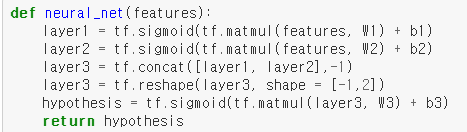 def neural_net(features):
    layer1 = tf.sigmoid(tf.matmul(features, W1) + b1)
    layer2 = tf.sigmoid(tf.matmul(features, W2) + b2)
    layer3 = tf.concat([layer1, layer2],-1)
    layer3 = tf.reshape(layer3, shape = [-1,2])
    hypothesis = tf.sigmoid(tf.matmul(layer3, W3) + b3)
    return hypothesis